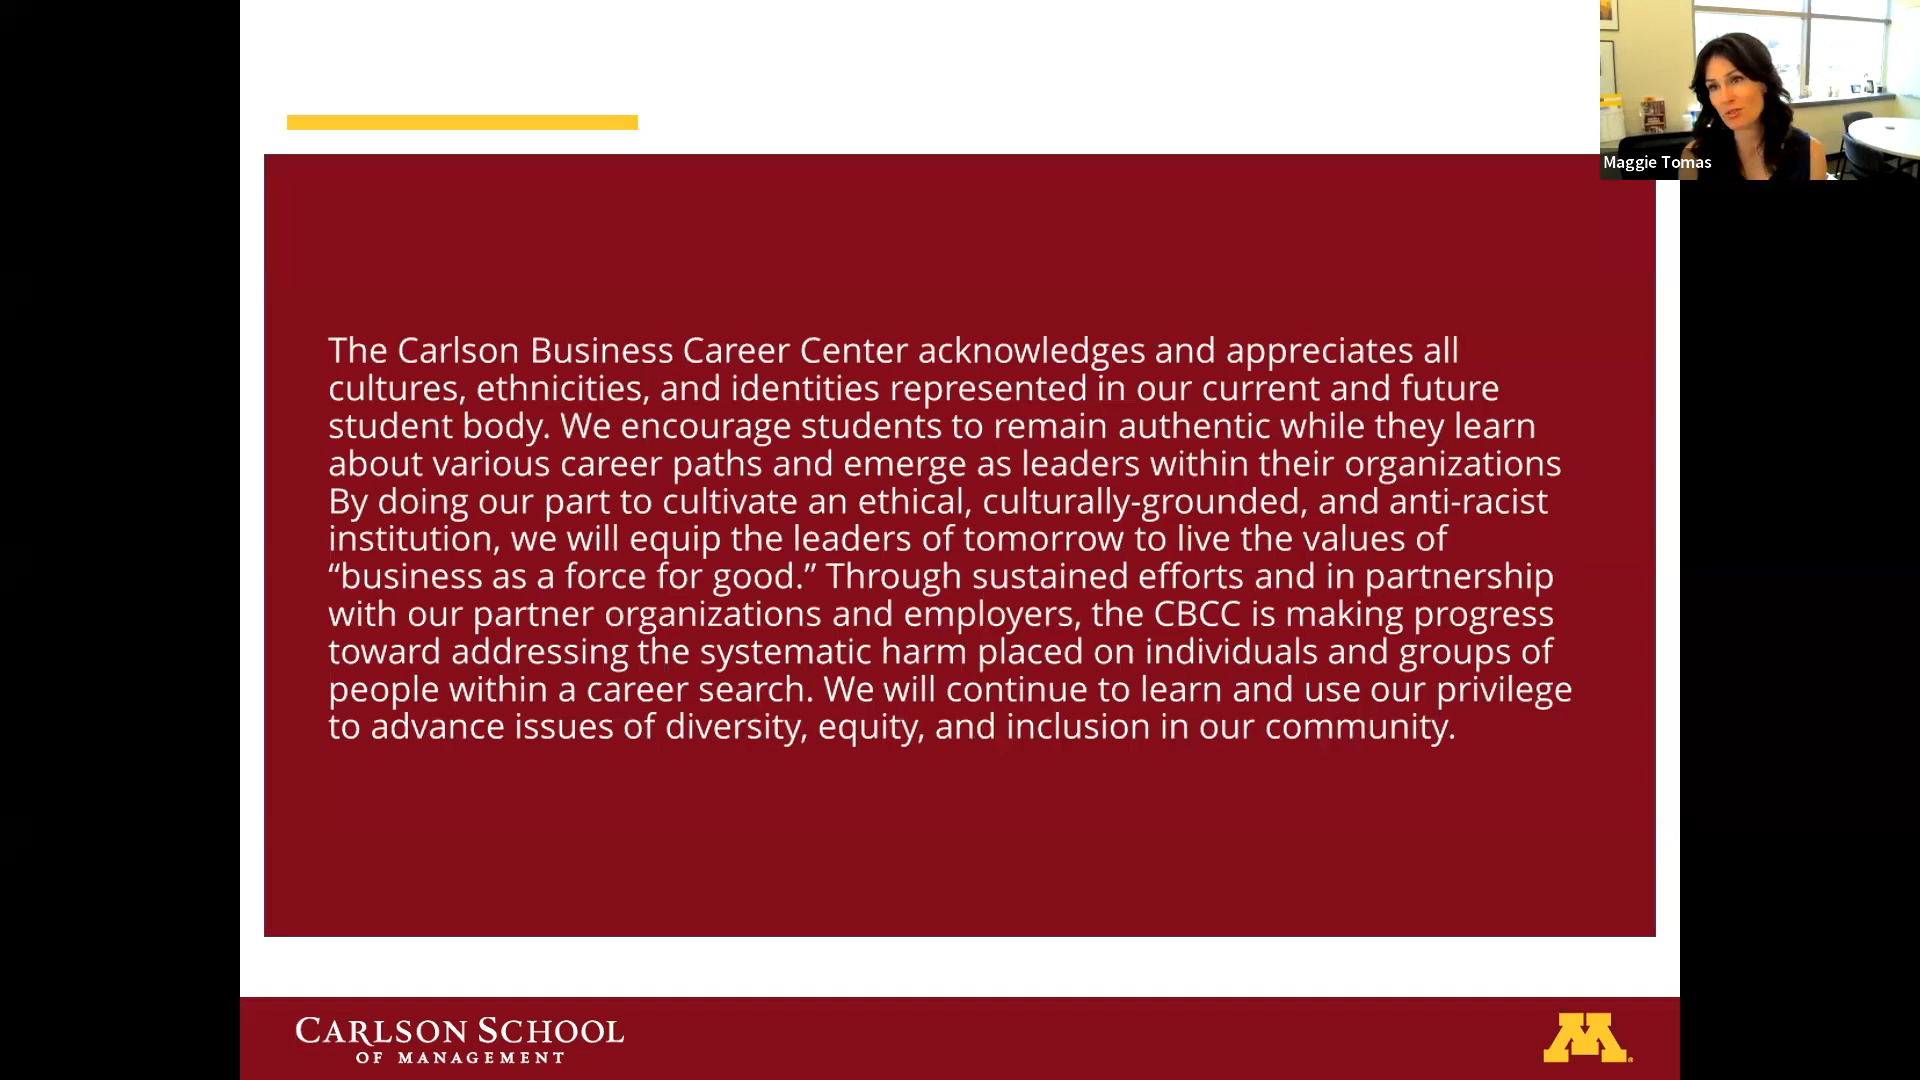 Maggie Tomas
The Carlson Business Career Center acknowledges and appreciates all
cultures, ethnicities, and identities represented in our current and future
student body. We encourage students to remain authentic while they learn
about various career paths and emerge as leaders within their organizations
By doing our part to cultivate an ethical, culturally-grounded, and anti-racist
institution, we will equip the leaders of tomorrow to live the values of
“business as a force for good.” Through sustained efforts and in partnership
with our partner organizations and employers, the CBCC is making progress
toward addressing the systematic harm placed on individuals and groups of
people within a career search. We will continue to learn and use our privilege
to advance issues of diversity, equity, and inclusion in our community.
CARLSON SCHOOL
OF MANAGEMENT
M